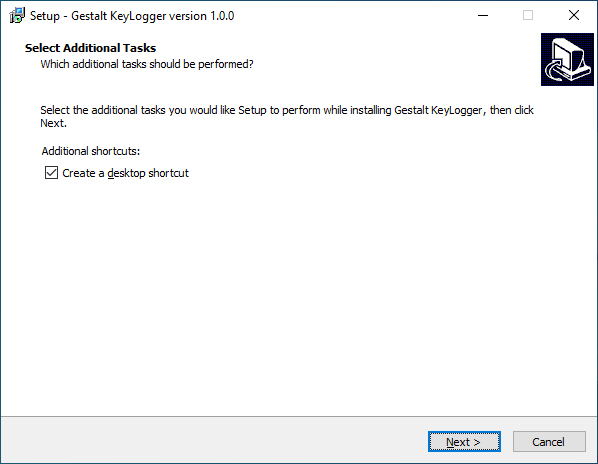 Setup - Gestalt KeyLogger version 1.0.0
Select Additional Tasks
Which additional tasks should be performed?
Select the additional tasks you would like Setup to perform while installing Gestalt KeyLogger, then click
Next.
Additional shortcuts:
Create a desktop shortcut
Next >
Cancel